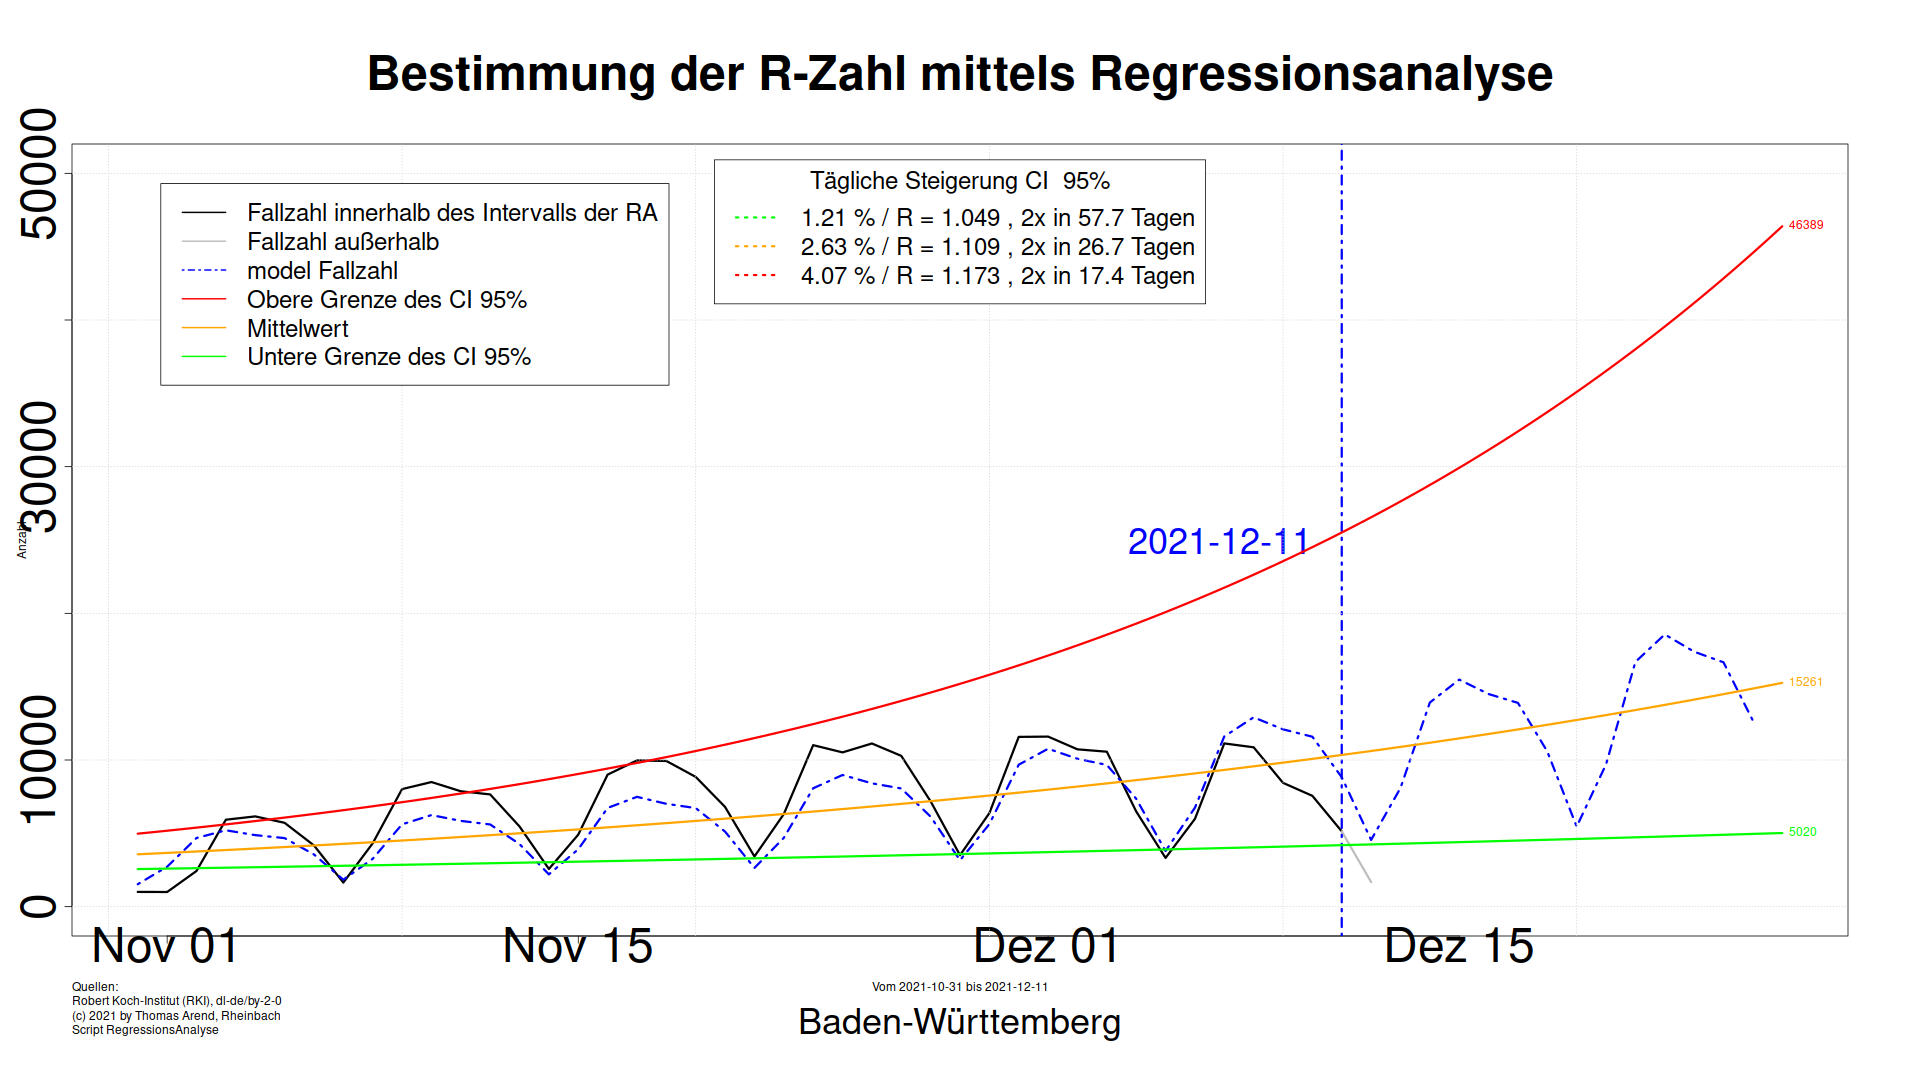 Bestimmung der R-Zahl mittels Regressionsanalyse
50000
30000
10000
0
Anzahl
Fallzahl innerhalb des Intervalls der RA
Fallzahl außerhalb
model Fallzahl
Obere Grenze des CI 95%
Mittelwert
Untere Grenze des CI 95%
Tägliche Steigerung CI 95%
1.21 % / R = 1.049 , 2x in 57.7 Tagen
2.63 % / R = 1.109 , 2x in 26.7 Tagen
4.07 % / R = 1.173 , 2x in 17.4 Tagen
46389
2021-12-11
15261
5020
Nov 01 Nov 15 Dez 01 Dez 15
Quellen:
Robert Koch-Institut (RKI), dl-de/by-2-0
(c) 2021 by Thomas Arend, Rheinbach
Script RegressionsAnalyse
Vom 2021-10-31 bis 2021-12-11
Baden-Württemberg